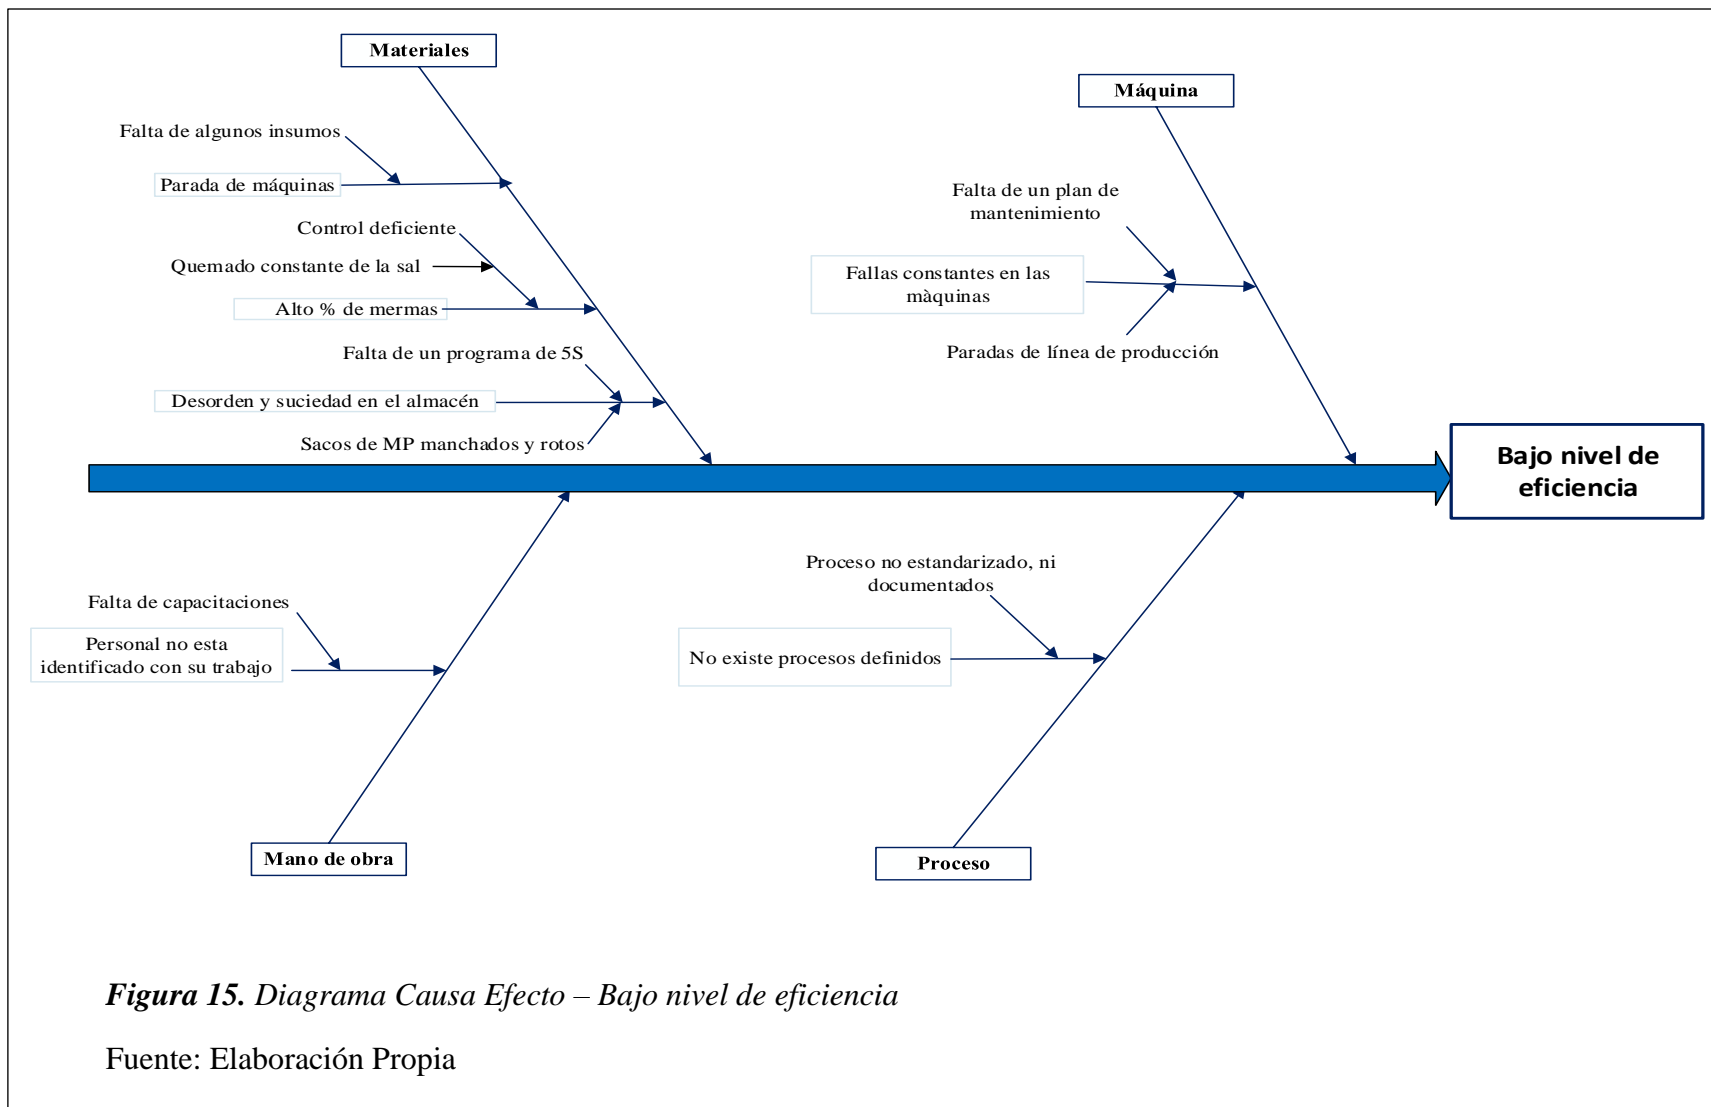 Materiales
Máquina
Falta de algunos insumos
Parada de máquinas
Control deficiente
Quemado constante de la sal
Alto % de mermas
Falta de un programa de 5S
Desorden y suciedad en el almacén
Sacos de MP manchados y rotos
Falta de un plan de
mantenimiento
Fallas constantes en las
màquinas
Paradas de línea de producción
Bajo nivel de
eficiencia
Falta de capacitaciones
Personal no esta
identificado con su trabajo
Proceso no estandarizado, ni
documentados
No existe procesos definidos
Mano de obra
Proceso
Figura 15. Diagrama Causa Efecto – Bajo nivel de eficiencia
Fuente: Elaboración Propia